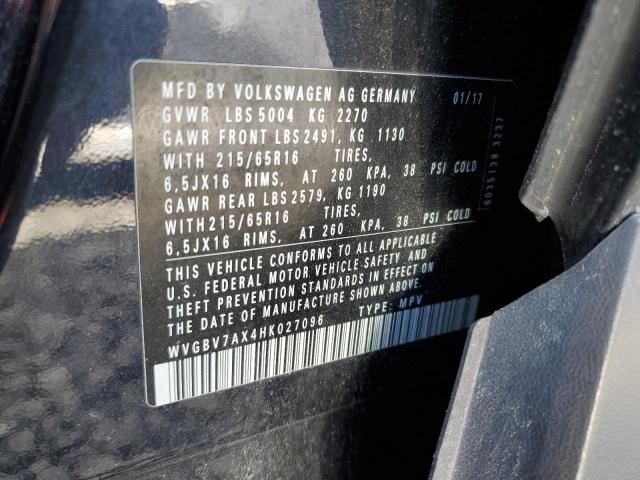 MFD BY VOLKSWAGEN AG GERMANY 01/17
GVWR LBS 5004 KG 2270
GAWR FRONT LBS 2491, KG 1130
WITH 215/65R16 TIRES,
6,5JX16 RIMS, AT 260 KPA, 38 PSI COLD
GAWR REAR LBS 2579, KG 1190
WITH 215/65R16 TIRES,
6,5JX16 RIMS, AT 260 KPA, 38 PSI COLD
THIS VEHICLE CONFORMS TO ALL APPLICABLE
U.S. FEDERAL MOTOR VEHICLE SAFETY AND
THEFT PREVENTION STANDARDS IN EFFECT ON
THE DATE OF MANUFACTURE SHOWN ABOVE.
WVGBV7AX4HK027096 TYPE: MPV